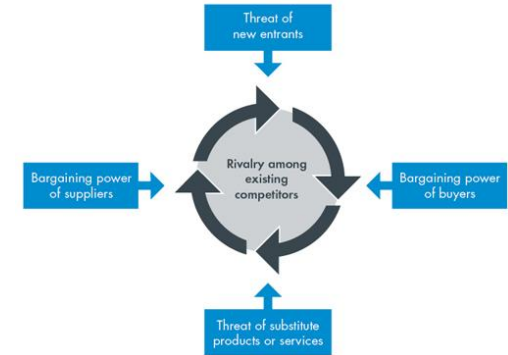 Threat of
new entrants
Bargaining power
of suppliers
Rivalry among
existing
competitors
Bargaining power
of buyers
Threat of substitute
products or services